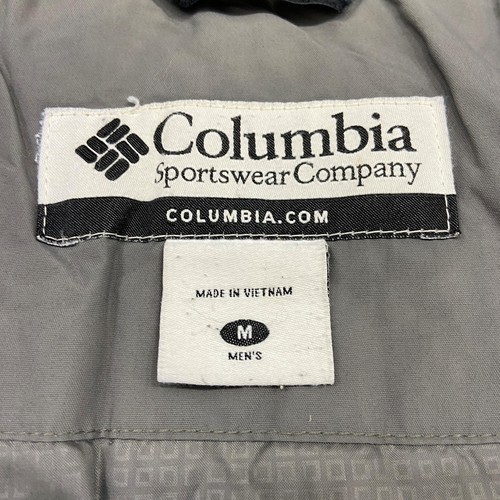 Columbia
Sportswear Company
COLUMBIA.COM
MADE IN VIETNAM
M
MEN'S